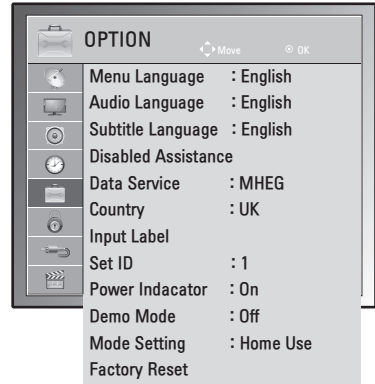 OPTION
Move OK
Menu Language : English
Audio Language : English
Subtitle Language : English
Disabled Assistance
Data Service : MHEG
Country : UK
Input Label
Set ID : 1
Power Indacator : On
Demo Mode : Off
Mode Setting : Home Use
Factory Reset